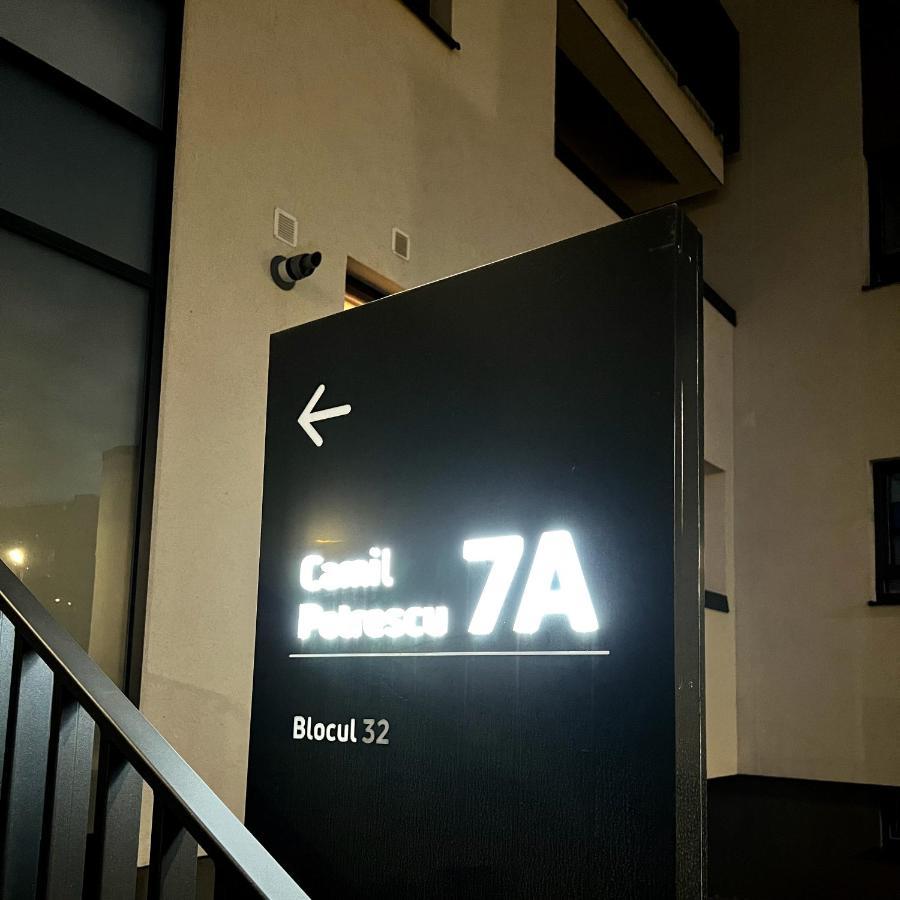 Camil
Petrescu 7A
Blocul 32